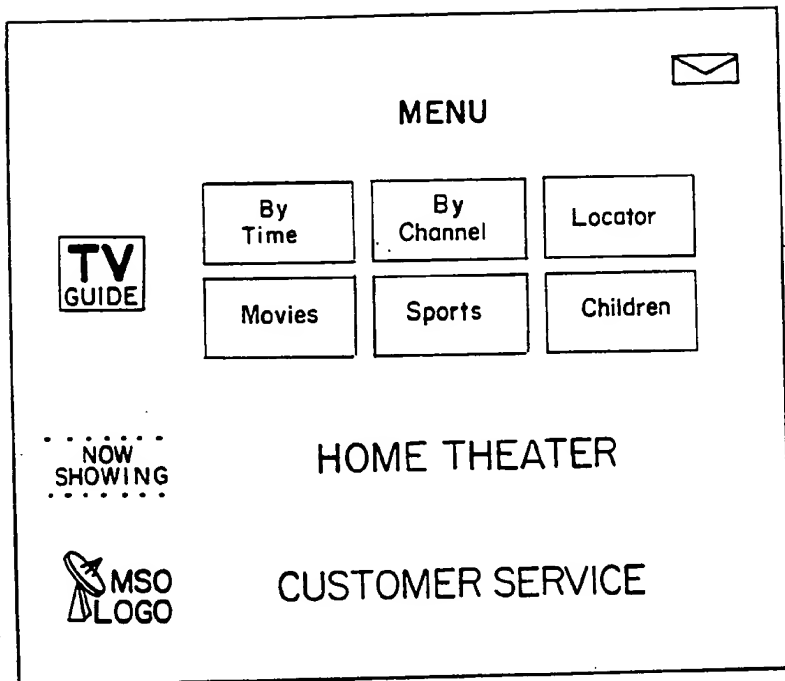 MENU
By
Time
By
Channel
Locator
TV
GUIDE
Movies
Sports
Children
NOW
SHOWING
HOME THEATER
MSO
LOGO
CUSTOMER SERVICE